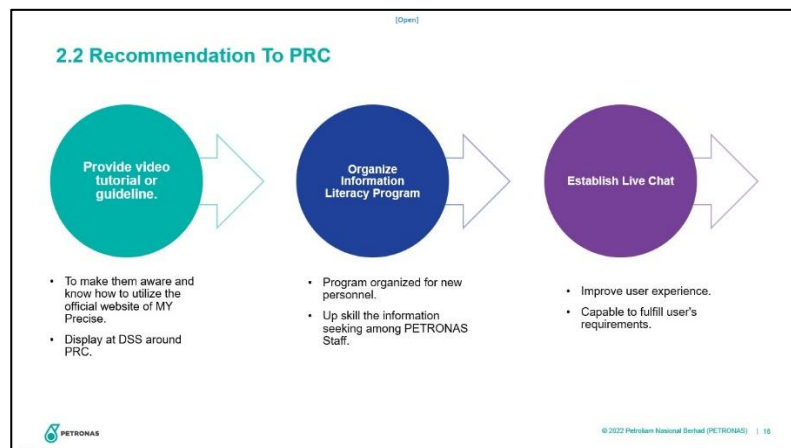 [Open]
2.2 Recommendation To PRC
Provide video
tutorial or
guideline.
• To make them aware and
know how to utilize the
official website of MY
Precise.
• Display at DSS around
PRC.
Organize
Information
Literacy Program
• Program organized for new
personnel.
• Up skill the information
seeking among PETRONAS
Staff.
Establish Live Chat
• Improve user experience.
• Capable to fulfill user's
requirements.
PETRONAS
© 2022 Petroliam Nasional Berhad (PETRONAS) | 16